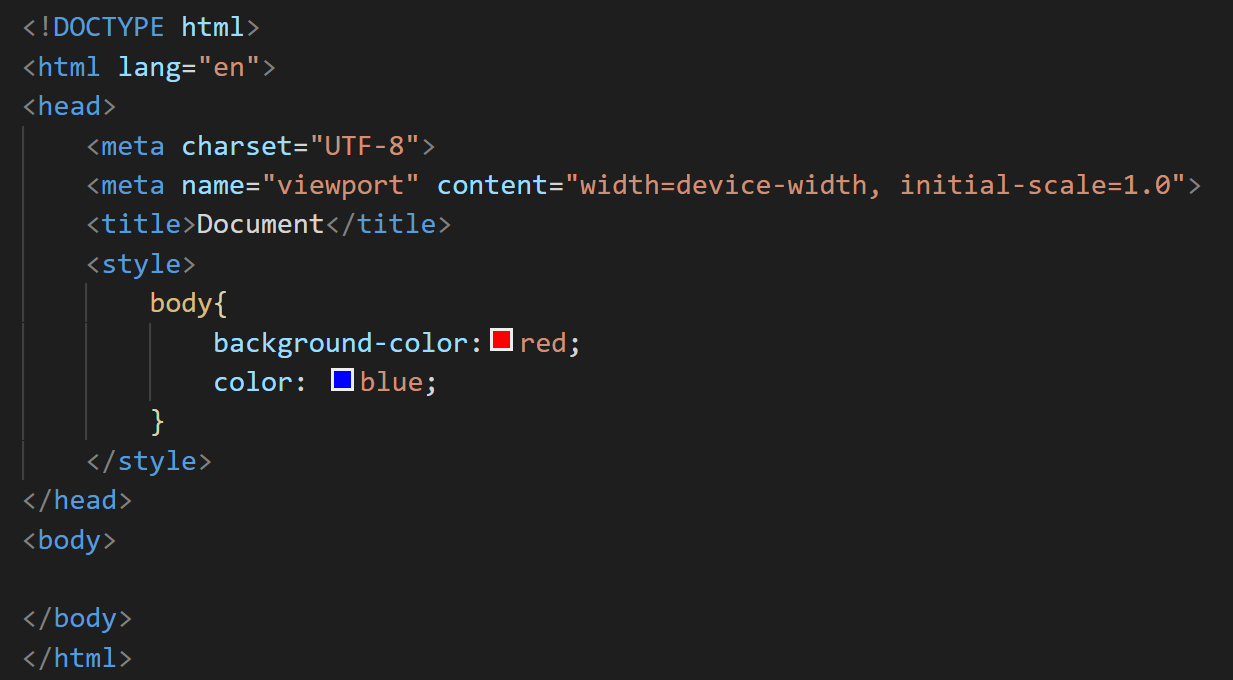 <!DOCTYPE html>
<html lang="en">
<head>
    <meta charset="UTF-8">
    <meta name="viewport" content="width=device-width, initial-scale=1.0">
    <title>Document</title>
    <style>
        body{
            background-color: red;
            color: blue;
        }
    </style>
</head>
<body>

</body>
</html>